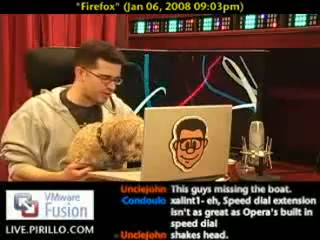 "Firefox" (Jan 06, 2008 09:03pm)
Unclejohn This guys missing the boat.
Condoulo xalint1- eh, Speed dial extension
isn't as great as Opera's built in
speed dial
Unclejohn shakes head.
VMware
Fusion
LIVE.PIRILLO.COM